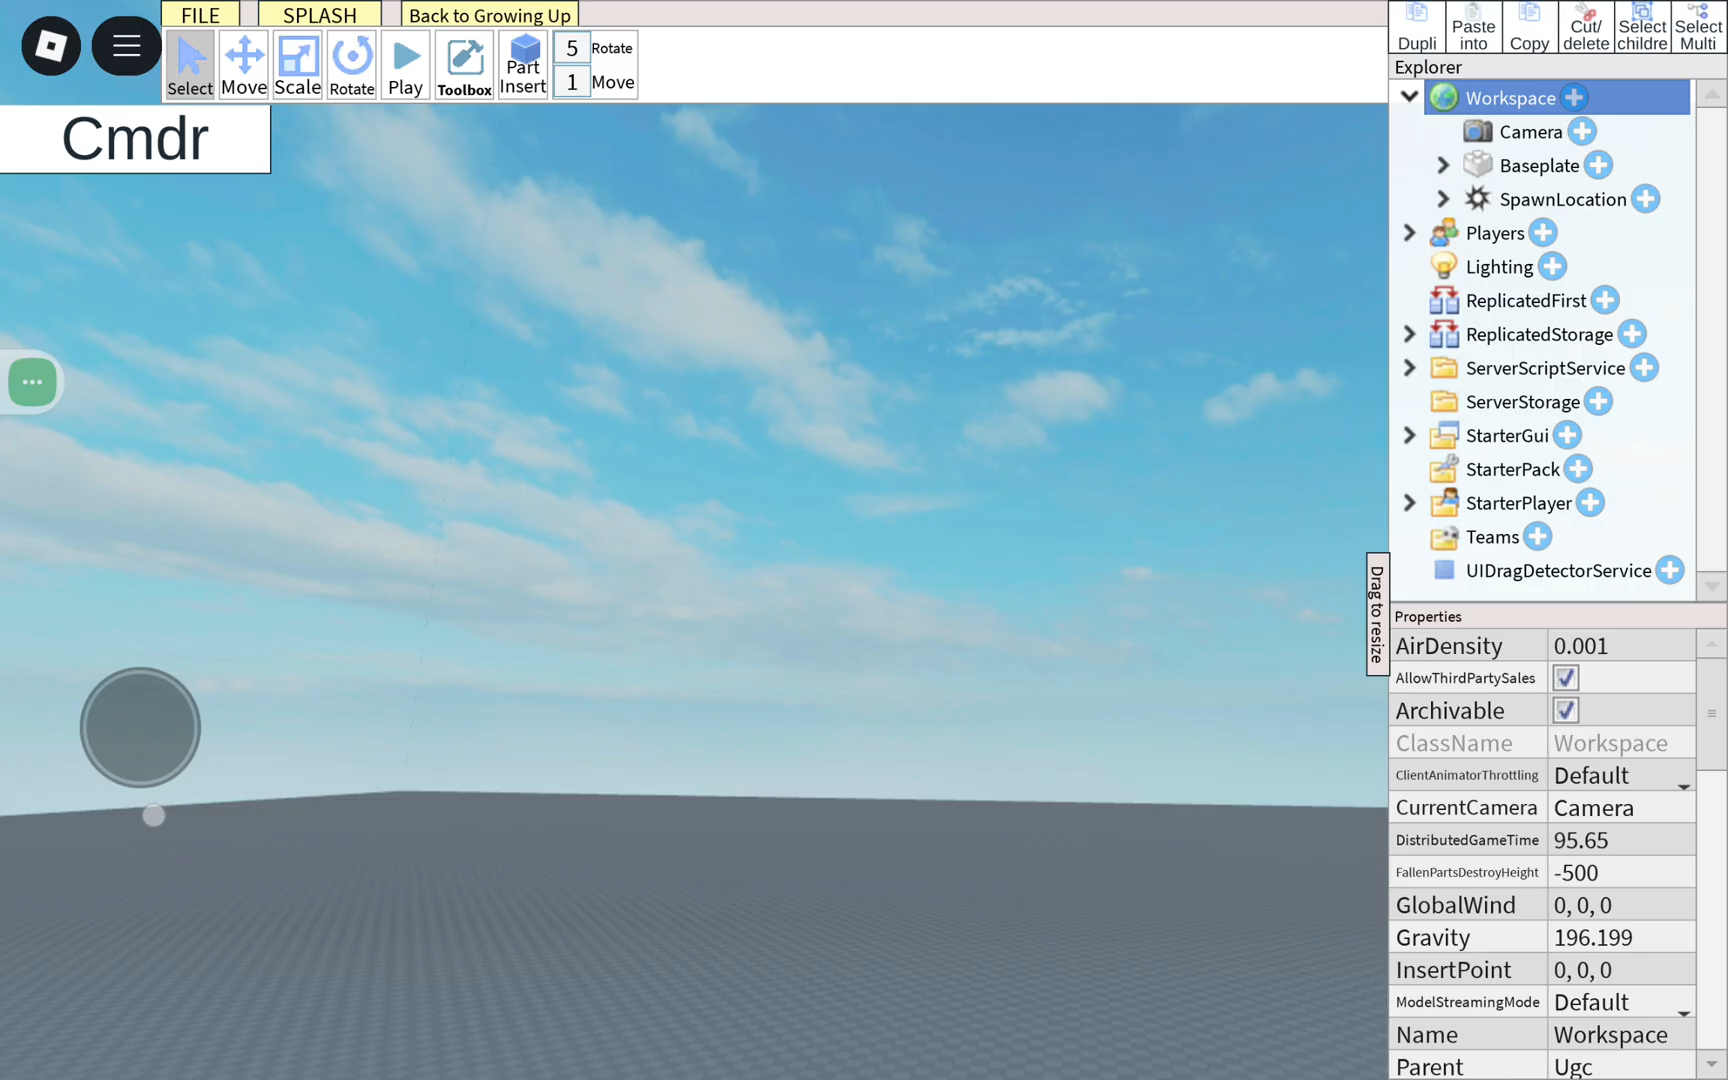 FILE
SPLASH
Back to Growing Up
Select
Move
Scale
Rotate
Play
Toolbox
Part
Insert
5 Rotate
1 Move
Cmdr
Dupli
Paste
into
Copy
Cut/
delete
Select
childre
Select
Multi
Explorer
Workspace
Camera
Baseplate
SpawnLocation
Players
Lighting
ReplicatedFirst
ReplicatedStorage
ServerScriptService
ServerStorage
StarterGui
StarterPack
StarterPlayer
Teams
UIDragDetectorService
Drag to resize
Properties
AirDensity 0.001
AllowThirdPartySales
Archivable
ClassName Workspace
ClientAnimatorThrottling Default
CurrentCamera Camera
DistributedGameTime 95.65
FallenPartsDestroyHeight -500
GlobalWind 0, 0, 0
Gravity 196.199
InsertPoint 0, 0, 0
ModelStreamingMode Default
Name Workspace
Parent Ugc